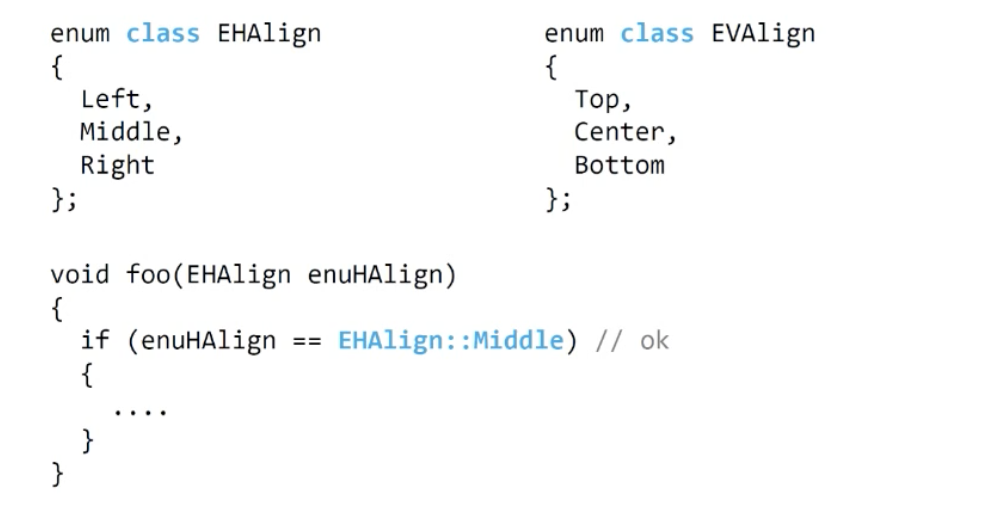 enum class EHAlign
{
  Left,
  Middle,
  Right
};
enum class EVAlign
{
  Top,
  Center,
  Bottom
};
void foo(EHAlign enuHAlign)
{
  if (enuHAlign == EHAlign::Middle) // ok
  {
    ....
  }
}